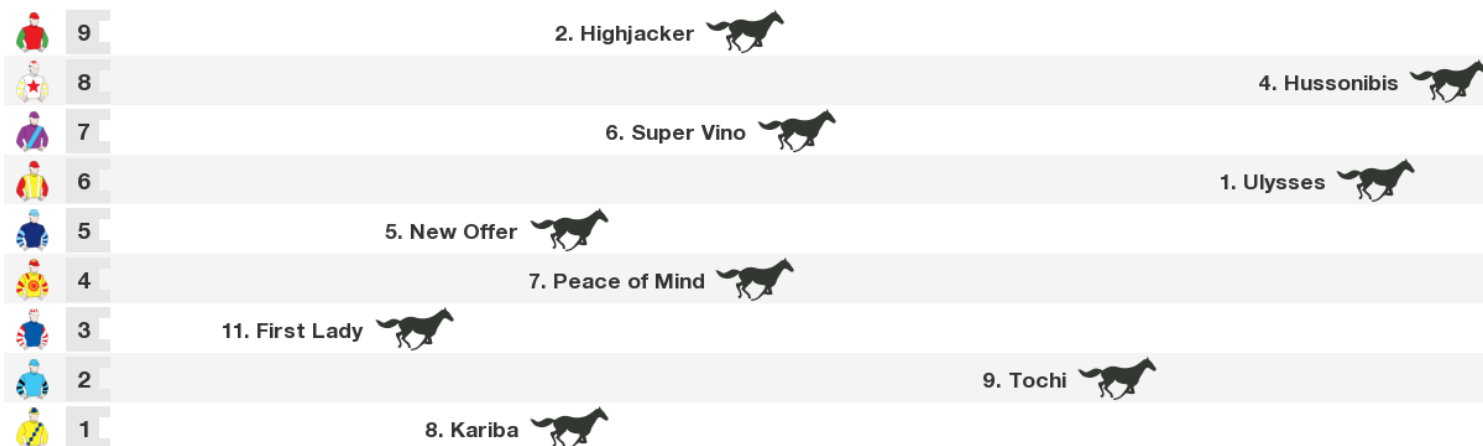 9 2. Highjacker
8 4. Hussonibis
7 6. Super Vino
6 1. Ulysses
5 5. New Offer
4 7. Peace of Mind
3 11. First Lady
2 9. Tochi
1 8. Kariba